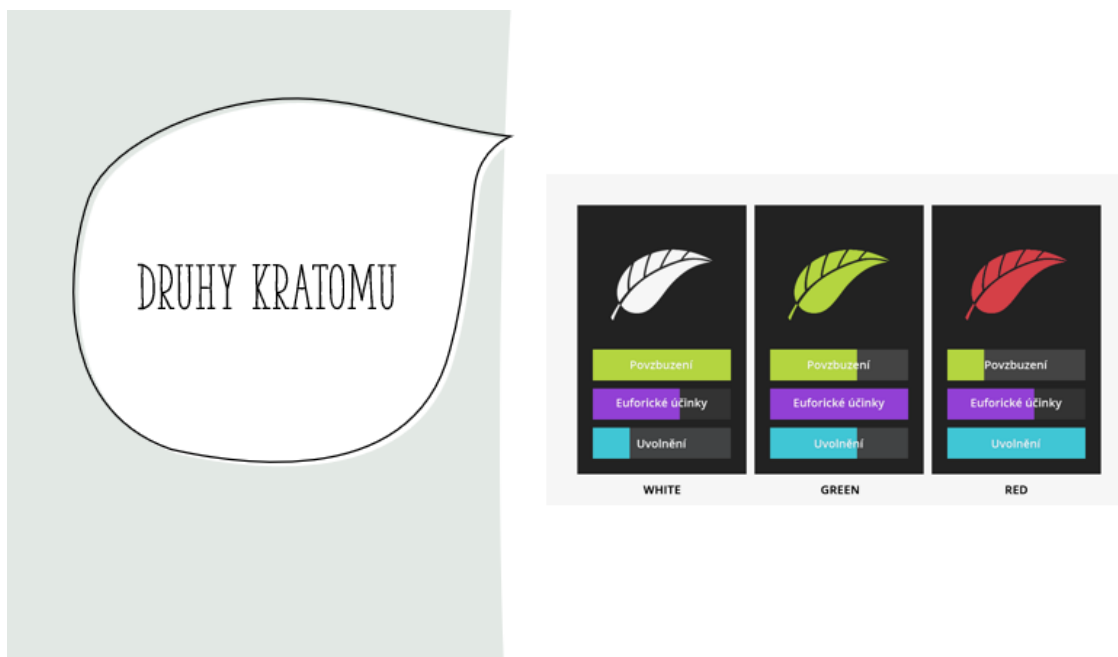 DRUHY KRATOMU
Povzbuzení
Euforické účinky
Uvolnění
WHITE
Povzbuzení
Euforické účinky
Uvolnění
GREEN
Povzbuzení
Euforické účinky
Uvolnění
RED